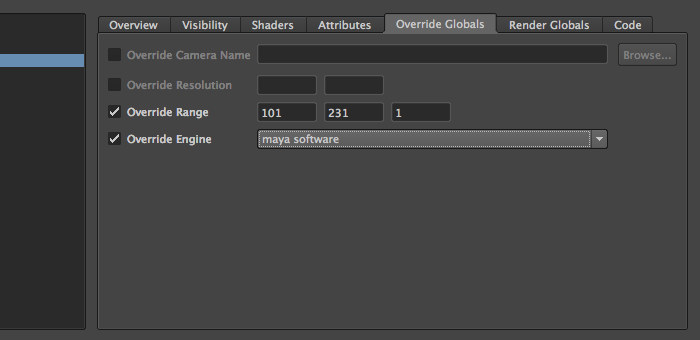 Overview Visibility Shaders Attributes Override Globals Render Globals Code
Override Camera Name Browse...
Override Resolution
Override Range 101 231 1
Override Engine maya software